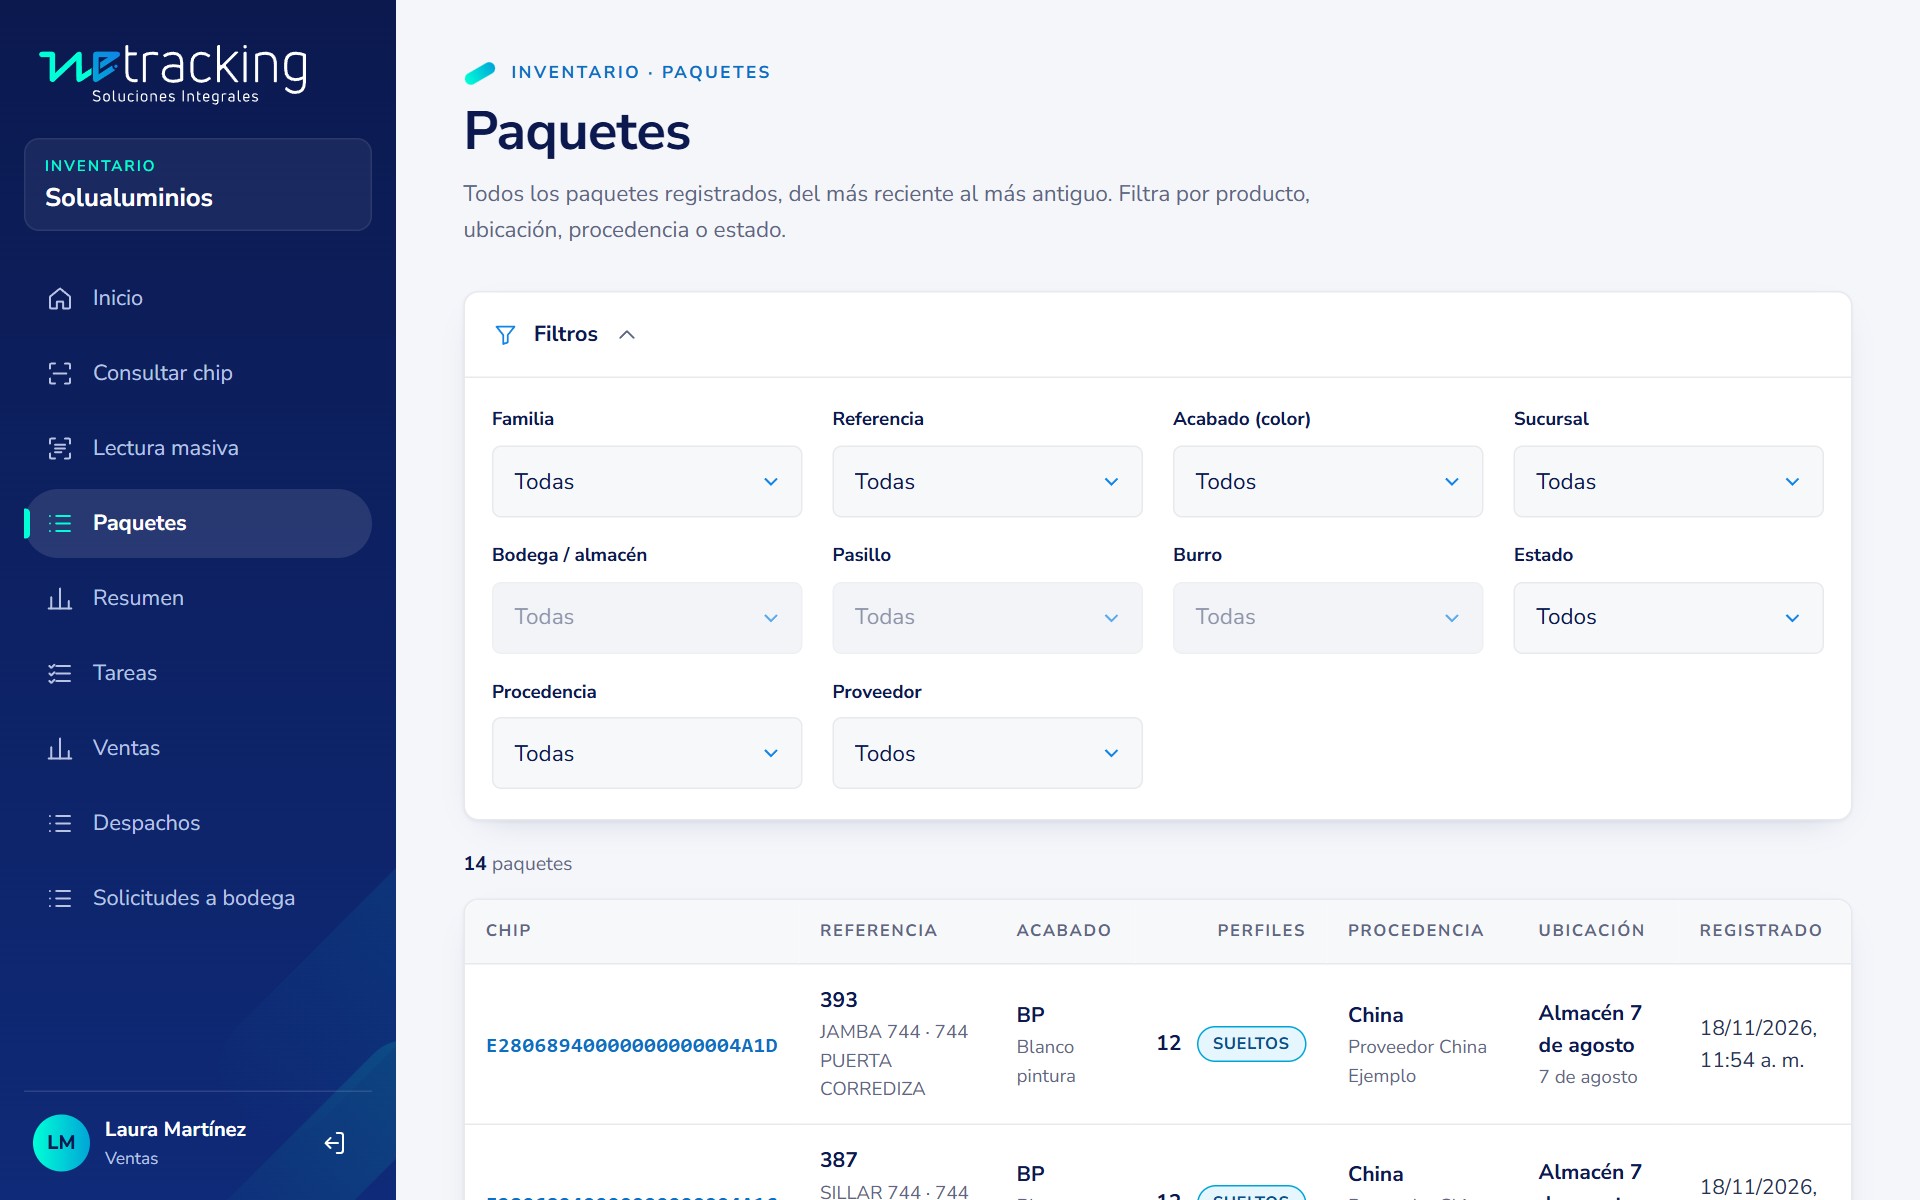 wetracking
Soluciones Integrales
INVENTARIO
Solualuminios
Inicio
Consultar chip
Lectura masiva
Paquetes
Resumen
Tareas
Ventas
Despachos
Solicitudes a bodega
LM
Laura Martínez
Ventas
INVENTARIO · PAQUETES
Paquetes
Todos los paquetes registrados, del más reciente al más antiguo. Filtra por producto,
ubicación, procedencia o estado.
Filtros
Familia Referencia Acabado (color) Sucursal
Todas Todas Todos Todas
Bodega / almacén Pasillo Burro Estado
Todas Todas Todas Todos
Procedencia Proveedor
Todas Todos
14 paquetes
CHIP REFERENCIA ACABADO PERFILES PROCEDENCIA UBICACIÓN REGISTRADO
E28068940000000000004A1D
393
JAMBA 744 · 744
PUERTA
CORREDIZA
BP
Blanco
pintura
12 SUELTOS
China
Proveedor China
Ejemplo
Almacén 7
de agosto
7 de agosto
18/11/2026,
11:54 a. m.
387
SILLAR 744 · 744
BP
12 SUELTOS
China
Almacén 7
18/11/2026,